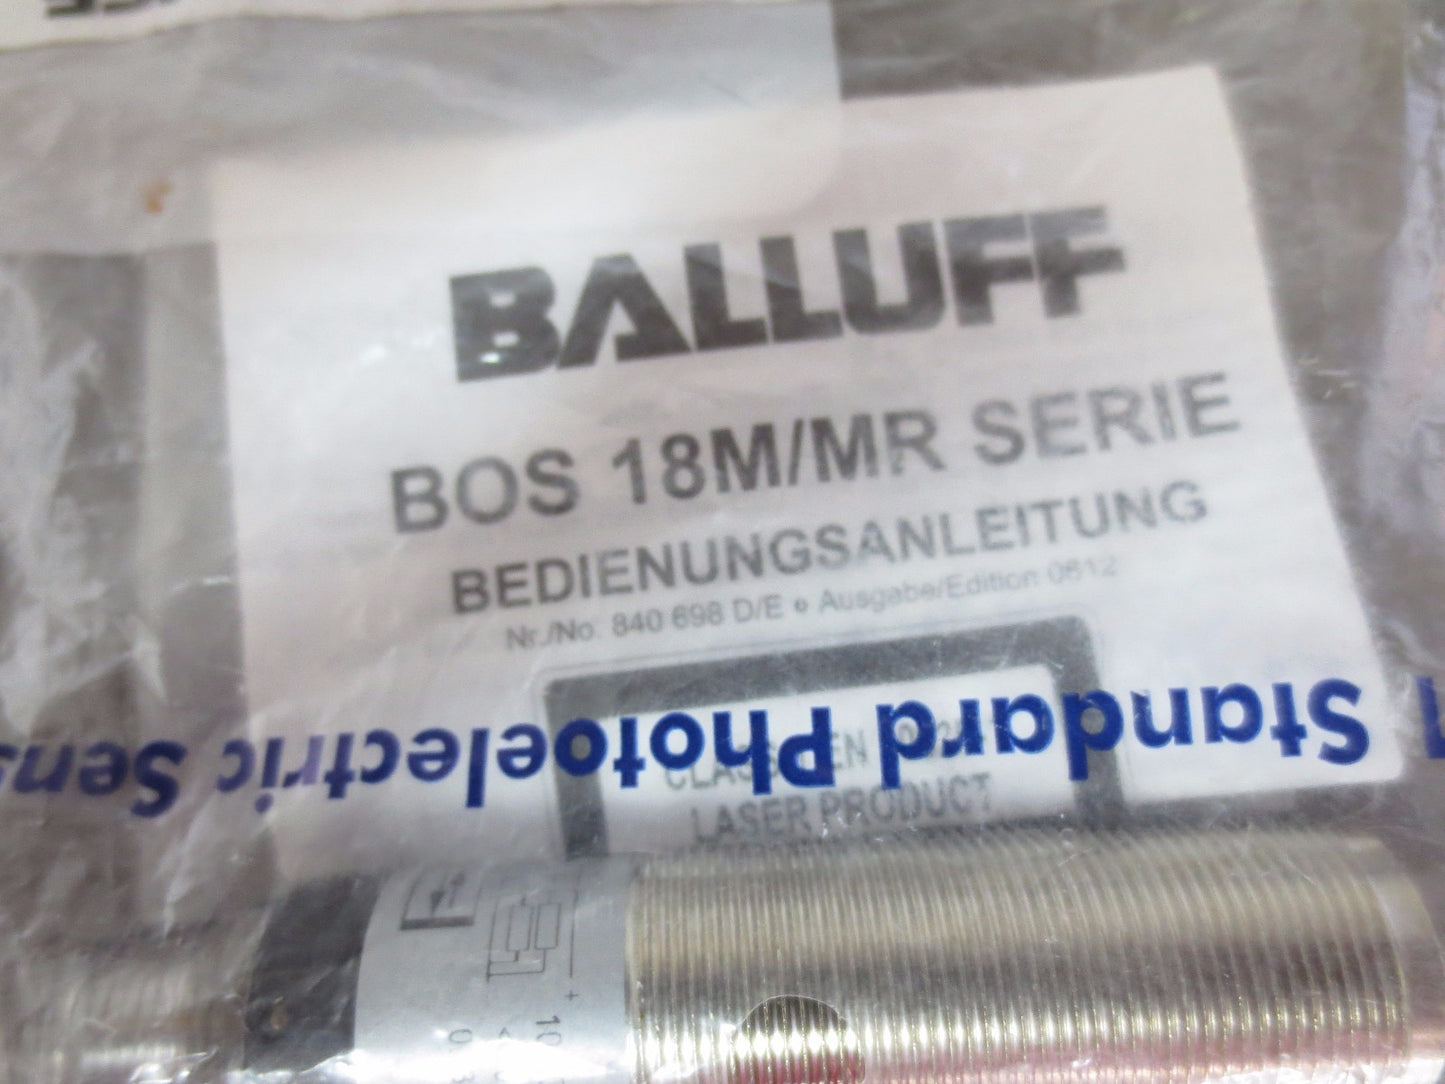 BALLUFF
BOS 18M/MR SERIE
BEDIENUNGSANLEITUNG
Nr./No. 840 698 D/E • Ausgabe/Edition 0612
Standard Photoelectric Sens
LASER PRODUCT